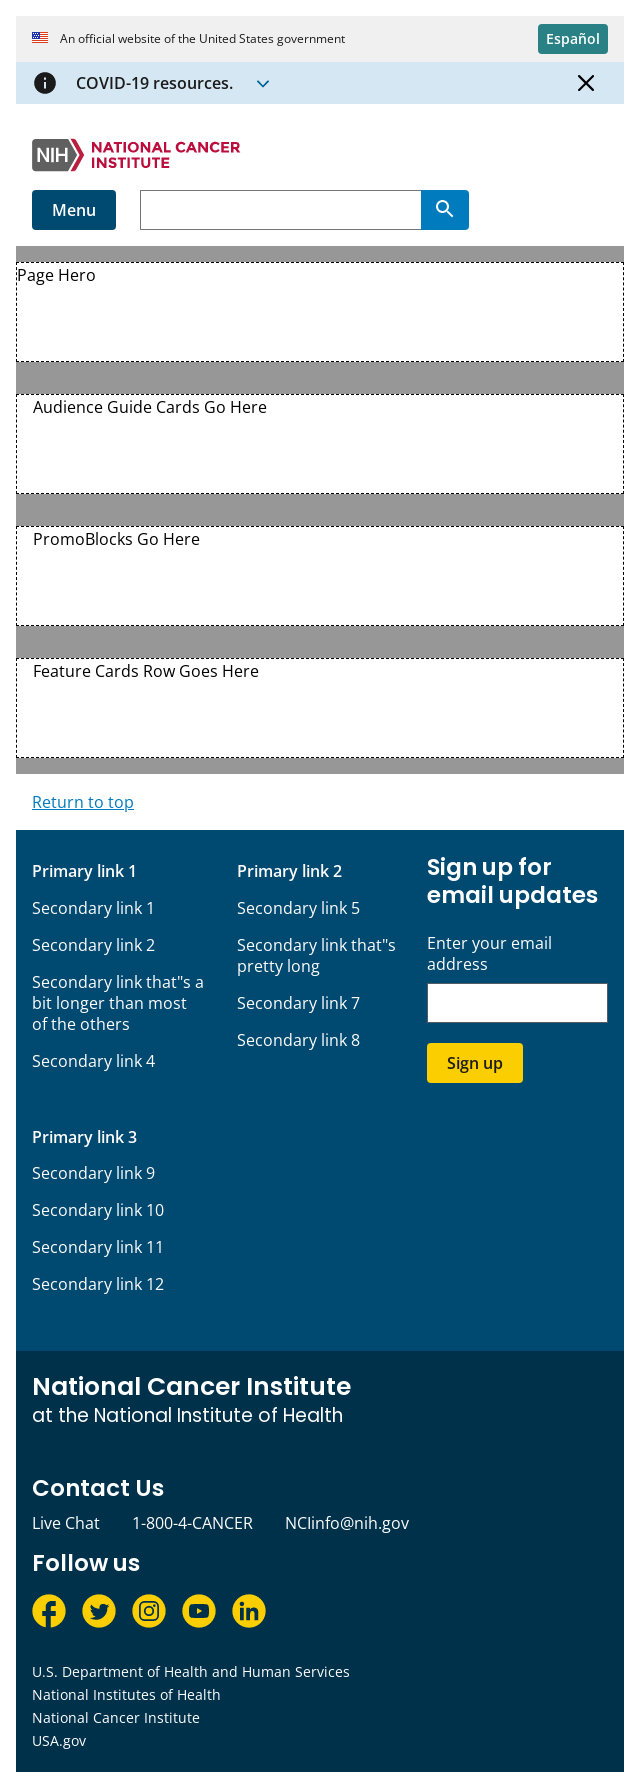 An official website of the United States government
Español
COVID-19 resources.
NIH NATIONAL CANCER
INSTITUTE
Menu
Page Hero
Audience Guide Cards Go Here
PromoBlocks Go Here
Feature Cards Row Goes Here
Return to top
Primary link 1
Secondary link 1
Secondary link 2
Secondary link that"s a
bit longer than most
of the others
Secondary link 4
Primary link 2
Secondary link 5
Secondary link that"s
pretty long
Secondary link 7
Secondary link 8
Sign up for
email updates
Enter your email
address
Sign up
Primary link 3
Secondary link 9
Secondary link 10
Secondary link 11
Secondary link 12
National Cancer Institute
at the National Institute of Health
Contact Us
Live Chat
1-800-4-CANCER
NCIinfo@nih.gov
Follow us
U.S. Department of Health and Human Services
National Institutes of Health
National Cancer Institute
USA.gov